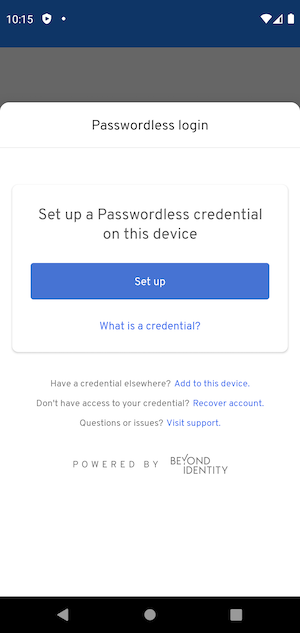 10:15
Passwordless login
Set up a Passwordless credential
on this device
Set up
What is a credential?
Have a credential elsewhere? Add to this device.
Don't have access to your credential? Recover account.
Questions or issues? Visit support.
POWERED BY BEYOND IDENTITY